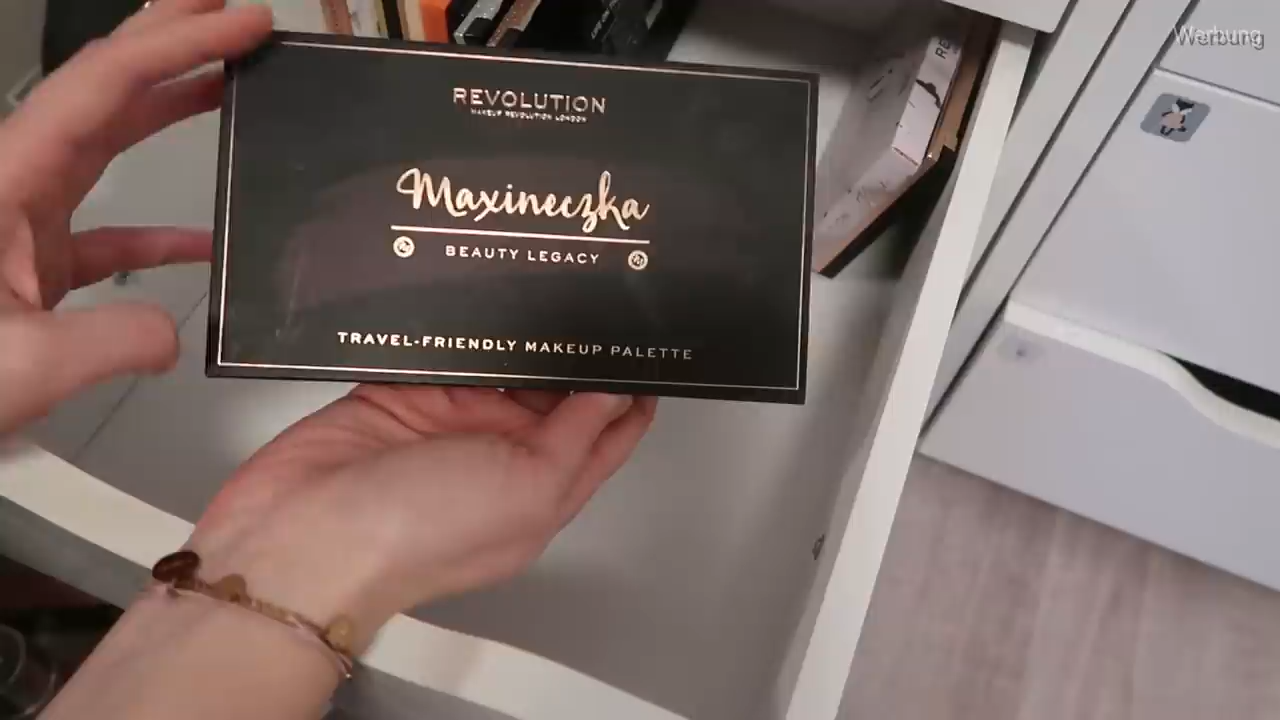 Werbung
REVOLUTION
MAKEUP REVOLUTION LONDON
Maxineczka
BEAUTY LEGACY
TRAVEL-FRIENDLY MAKEUP PALETTE